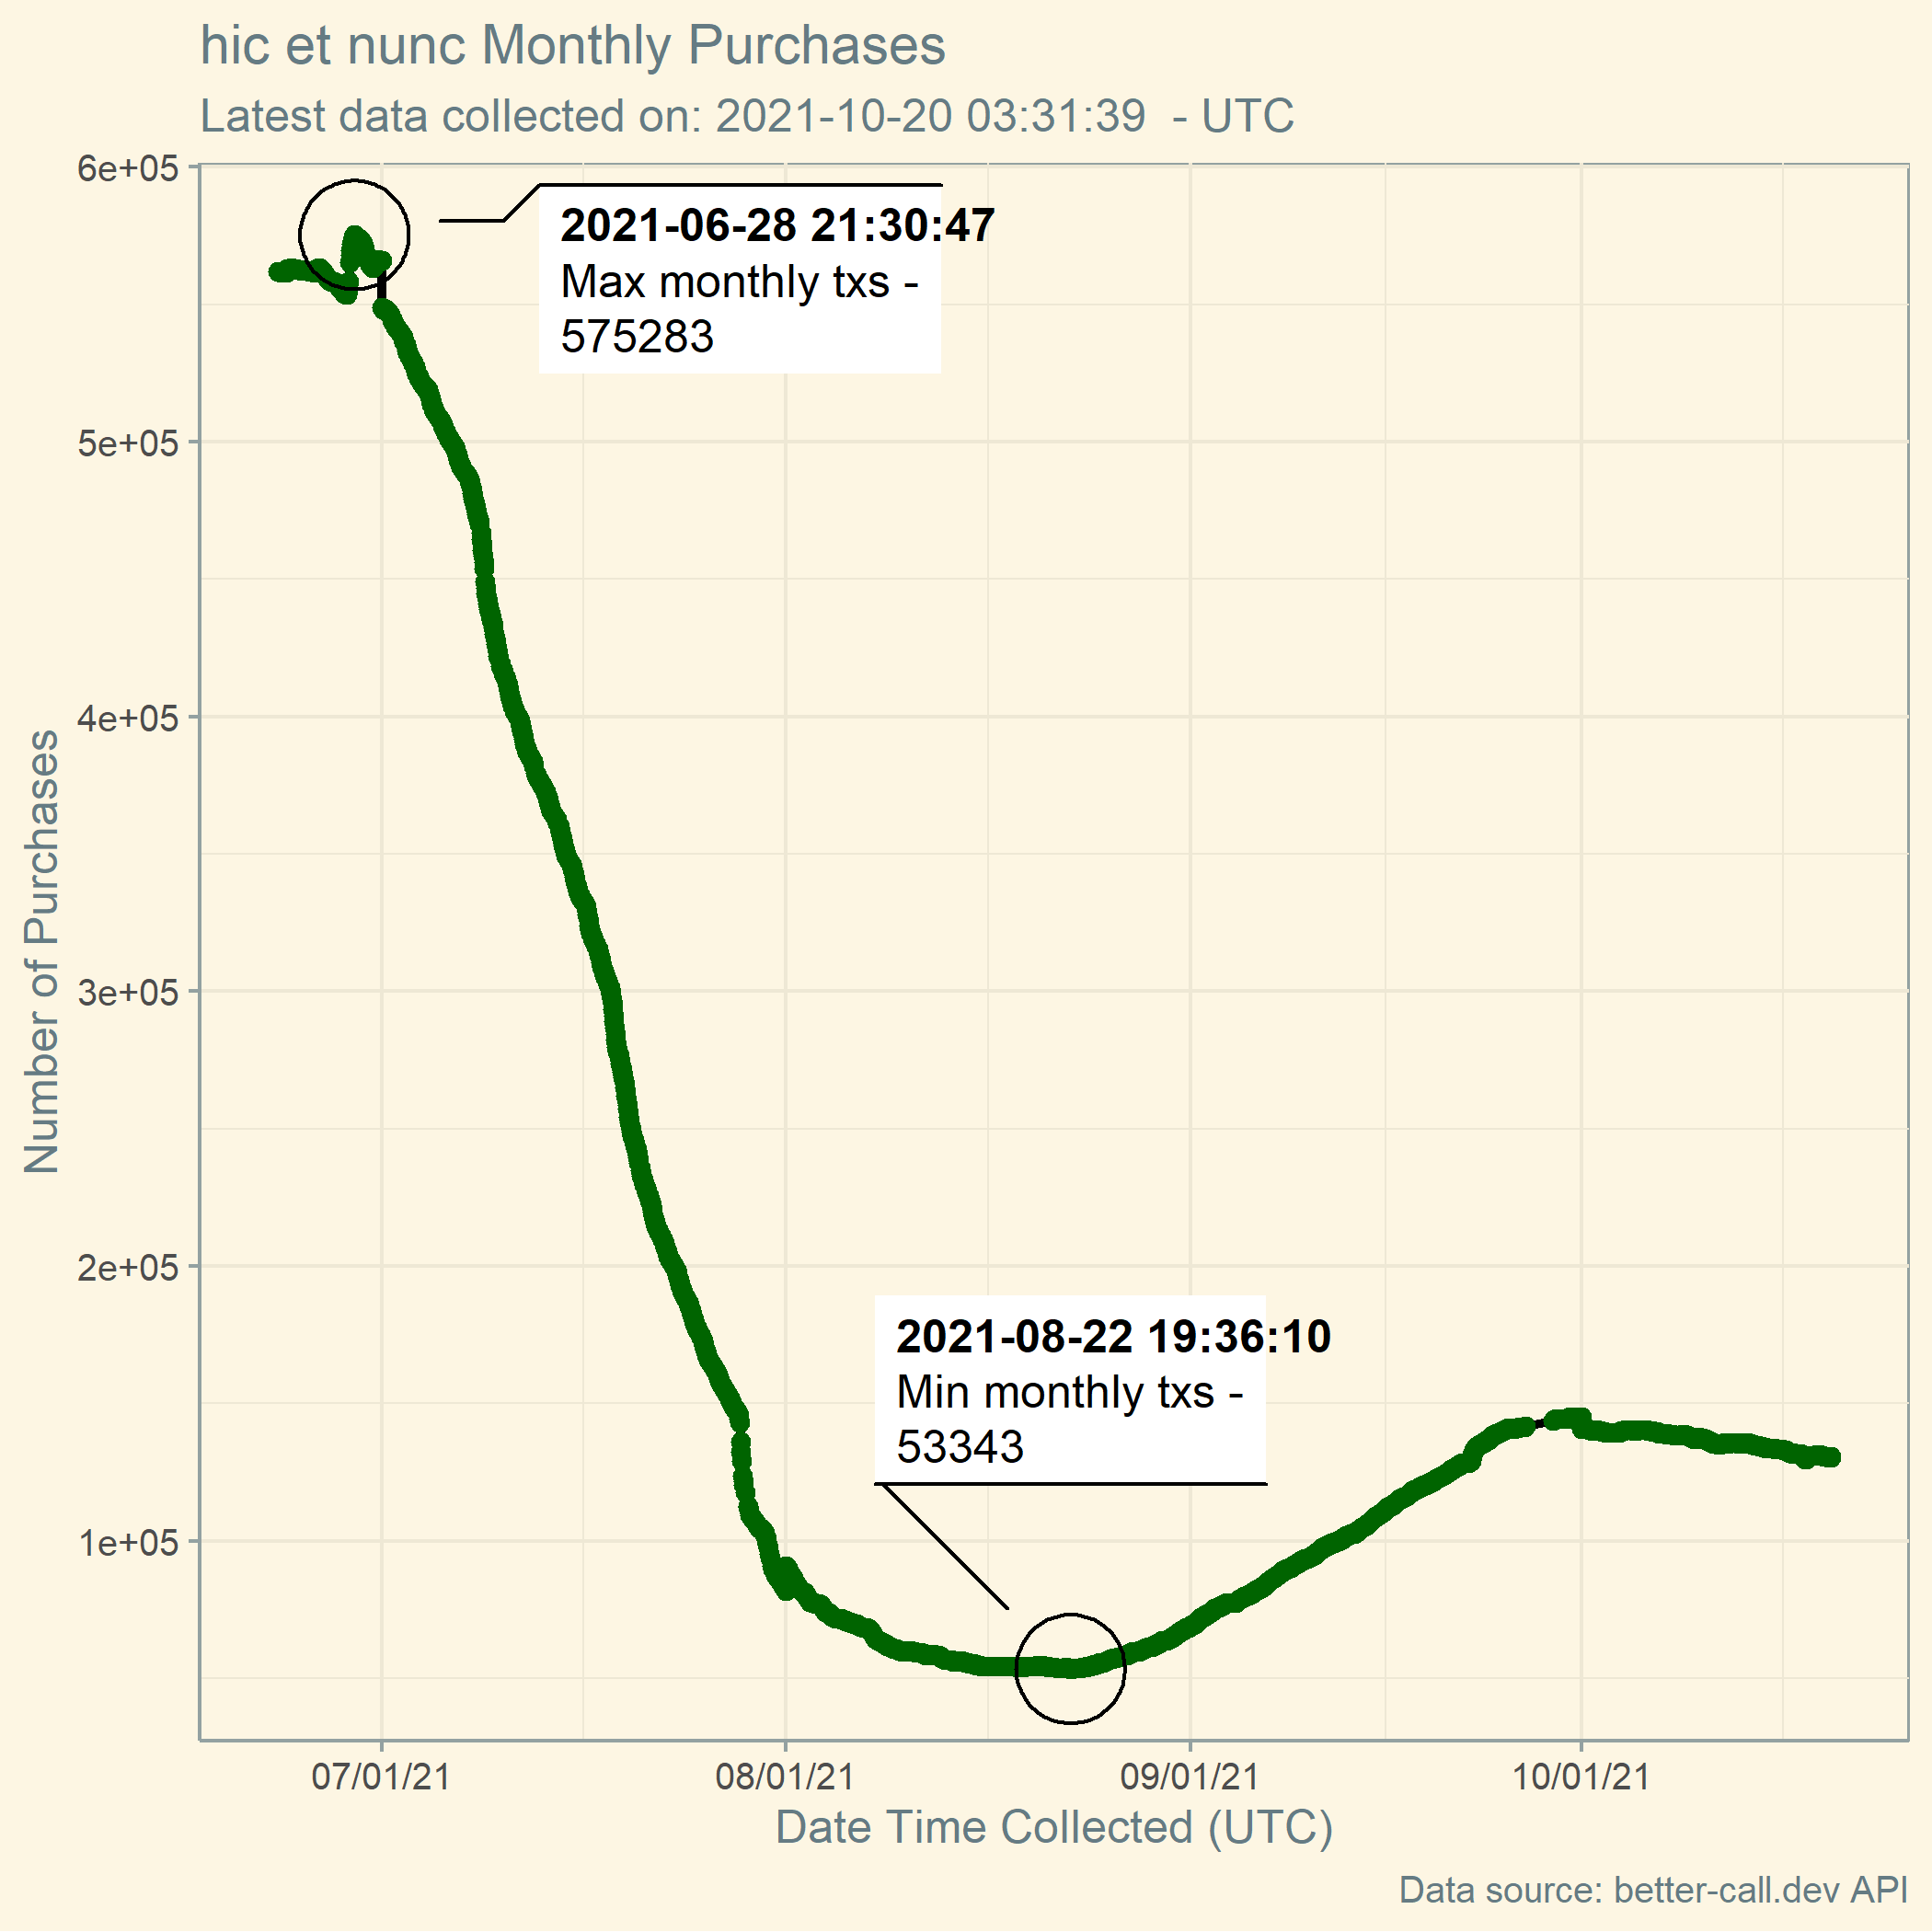 hic et nunc Monthly Purchases
Latest data collected on: 2021-10-20 03:31:39  - UTC
6e+05
5e+05
4e+05
3e+05
2e+05
1e+05
Number of Purchases
2021-06-28 21:30:47
Max monthly txs -
575283
2021-08-22 19:36:10
Min monthly txs -
53343
07/01/21
08/01/21
09/01/21
10/01/21
Date Time Collected (UTC)
Data source: better-call.dev API